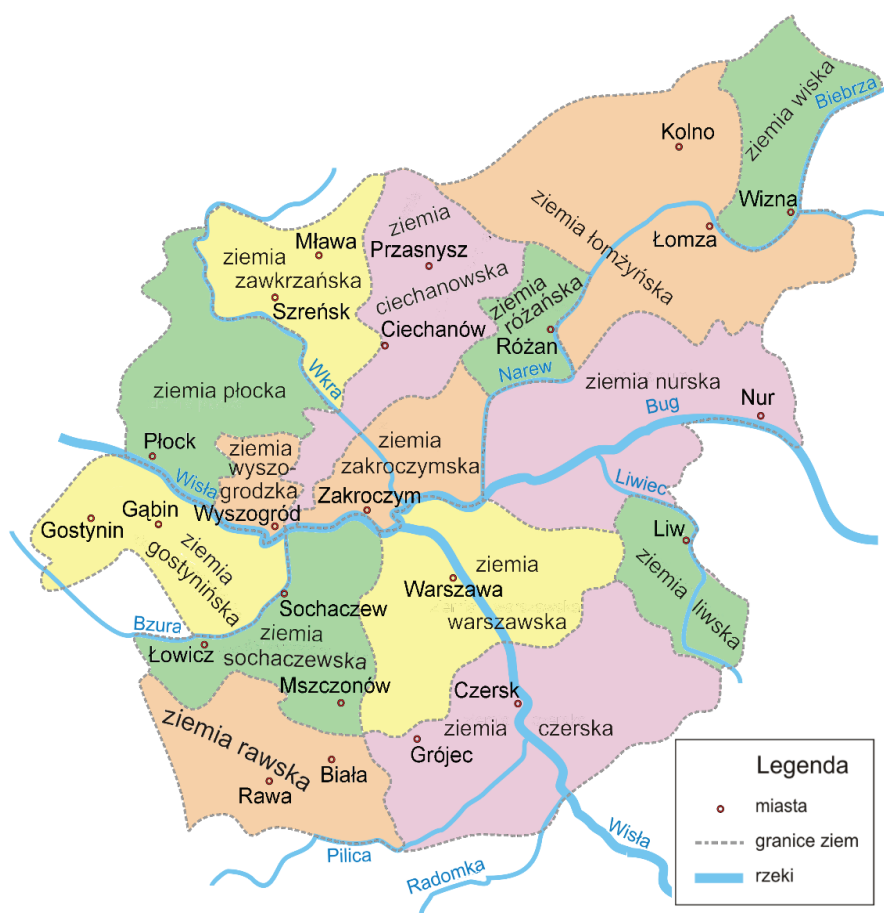 Kolno
ziemia wiska
Biebrza
Wizna
ziemia łomżyńska
Łomza
ziemia
Przasnysz
ciechanowska
Ciechanów
Mława
ziemia
zawkrzańska
Szreńsk
ziemia
różańska
Różan
Narew
ziemia nurska
Nur
Bug
Wkra
ziemia płocka
Płock
Wisła
ziemia
wyszo-
grodzka
Wyszogród
ziemia
zakroczymska
Zakroczym
Liwiec
Liw
ziemia
liwska
Gąbin
Gostynin
ziemia
gostynińska
Bzura
Sochaczew
ziemia
sochaczewska
Łowicz
Mszczonów
ziemia
Warszawa
warszawska
Czersk
ziemia czerska
Grójec
ziemia rawska
Biała
Rawa
Pilica
Radomka
Wisła
Legenda
miasta
granice ziem
rzeki